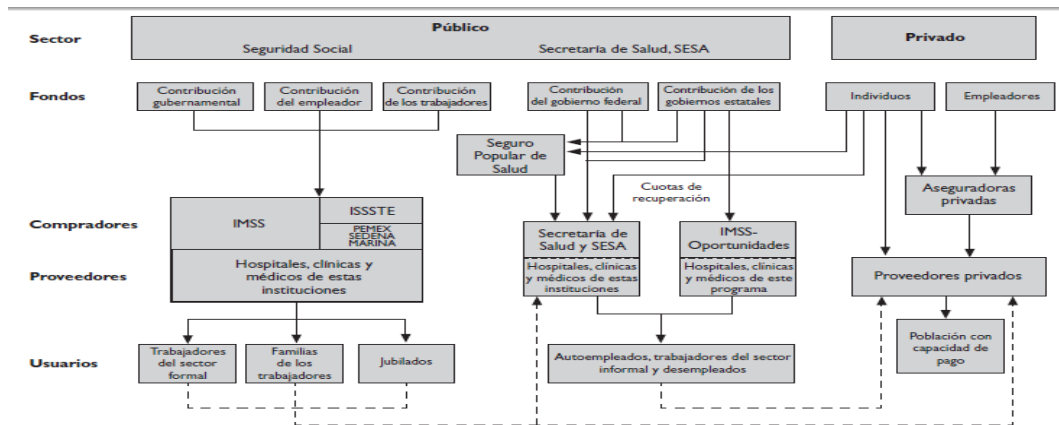 Sector
Público
Seguridad Social
Secretaría de Salud, SESA
Privado
Fondos
Contribución
gubernamental
Contribución
del empleador
Contribución
de los trabajadores
Contribución
del gobierno federal
Contribución de los
gobiernos estatales
Individuos
Empleadores
Seguro
Popular de
Salud
Cuotas de
recuperación
Aseguradoras
privadas
Compradores
IMSS
ISSSTE
PEMEX
SEDENA
MARINA
Secretaría de
Salud y SESA
IMSS-
Oportunidades
Proveedores
Hospitales, clínicas y
médicos de estas
instituciones
Hospitales, clínicas
y médicos de estas
instituciones
Hospitales, clínicas y
médicos de este
programa
Proveedores privados
Usuarios
Trabajadores
del sector
formal
Familias
de los
trabajadores
Jubilados
Autoempleados, trabajadores del sector
informal y desempleados
Población con
capacidad de
pago